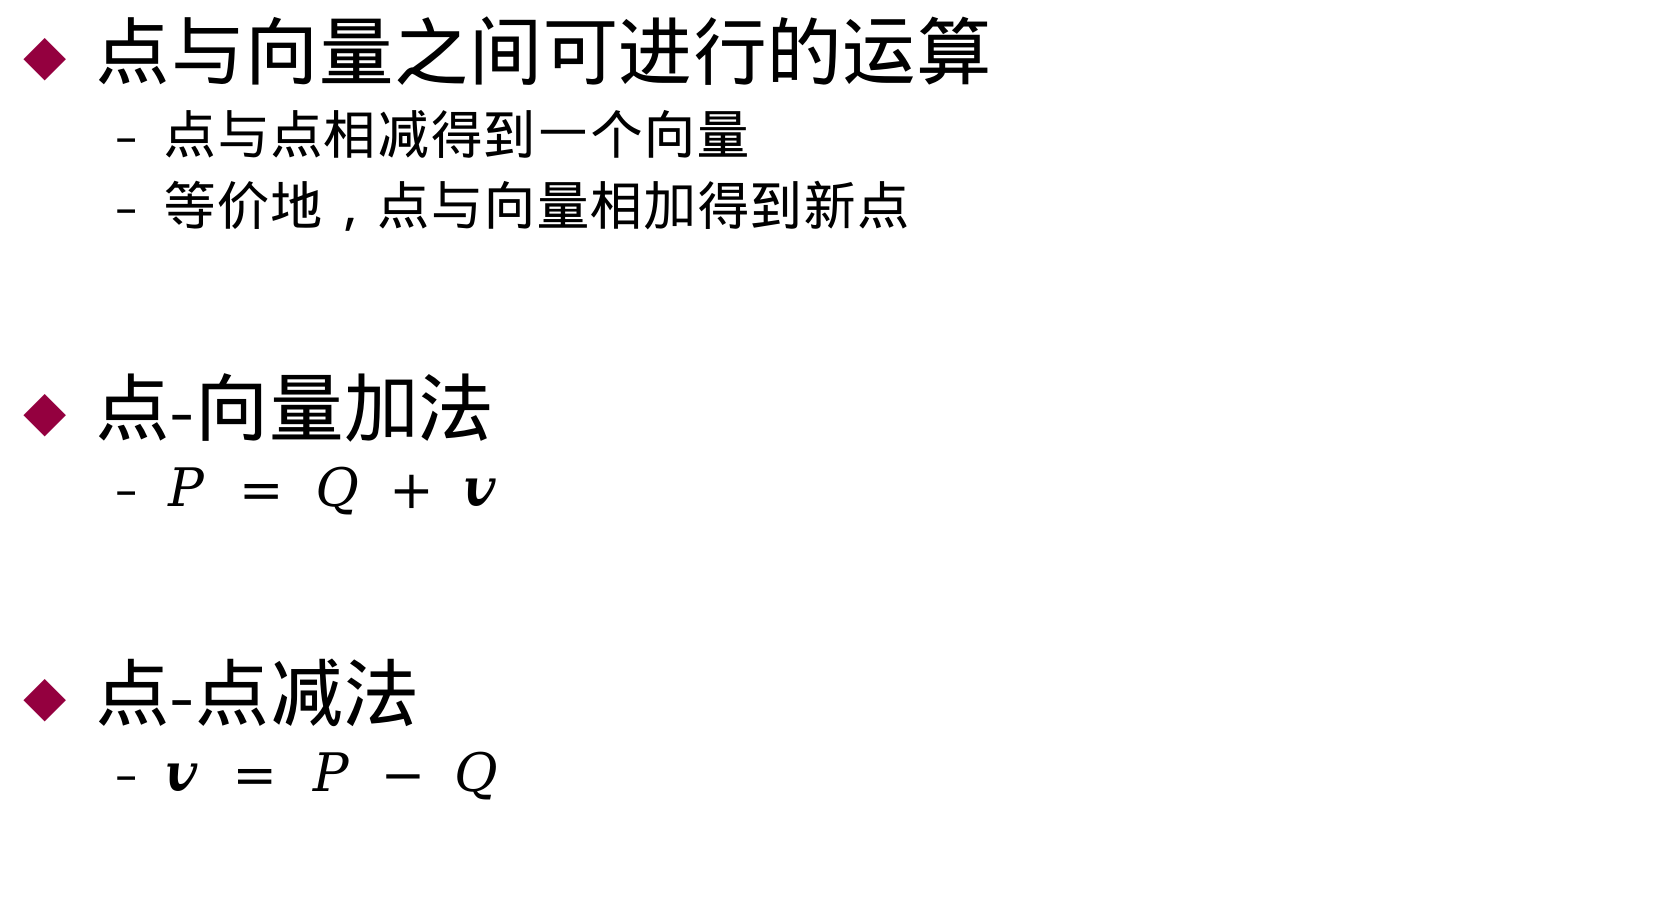 ◆ 点与向量之间可进行的运算
– 点与点相减得到一个向量
– 等价地，点与向量相加得到新点
◆ 点-向量加法
– P = Q + v
◆ 点-点减法
– v = P − Q